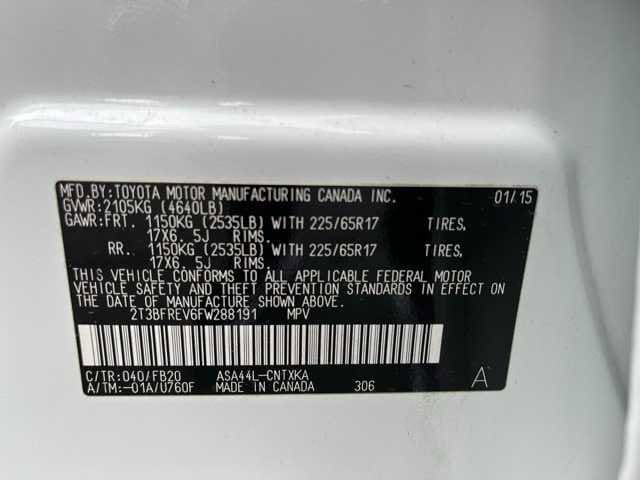 MFD.BY:TOYOTA MOTOR MANUFACTURING CANADA INC. 01/15
GVWR:2105KG (4640LB)
GAWR:FRT. 1150KG (2535LB) WITH 225/65R17 TIRES,
17X6. 5J RIMS.
RR. 1150KG (2535LB) WITH 225/65R17 TIRES,
17X6. 5J RIMS.
THIS VEHICLE CONFORMS TO ALL APPLICABLE FEDERAL MOTOR
VEHICLE SAFETY AND THEFT PREVENTION STANDARDS IN EFFECT
ON THE DATE OF MANUFACTURE SHOWN ABOVE.
2T3BFREV6FW288191 MPV
C/TR:040/FB20 ASA44L-CNTXKA
A/TM:-01A/U760F MADE IN CANADA 306 A